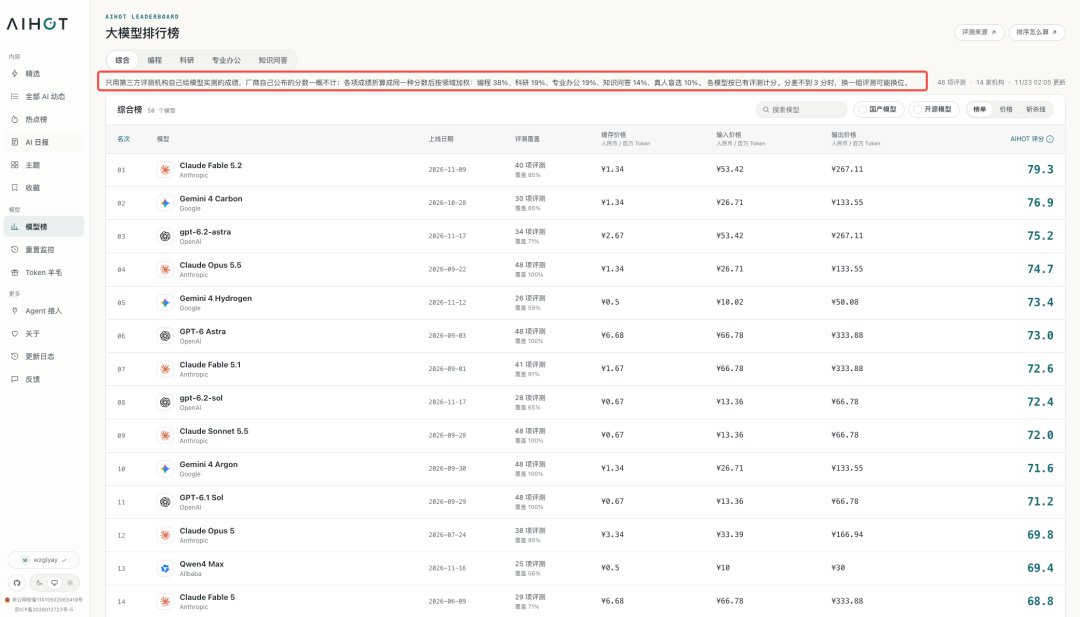 AIHOT
内容
精选
全部 AI 动态
热点榜
AI 日报
主题
收藏
模型
模型榜
重置监控
Token 羊毛
更多
Agent 接入
关于
更新日志
反馈
w wzglyay
AIHOT LEADERBOARD
大模型排行榜
评测来源 ↗ 排序怎么算 ↗
综合 编程 科研 专业办公 知识问答
只用第三方评测机构自己给模型实测的成绩,厂商自己公布的分数一概不计;各项成绩折算成同一种分数后按领域加权:编程 38%、科研 19%、专业办公 19%、知识问答 14%、真人盲选 10%。各模型按已有评测计分。分差不到 3 分时,换一组评测可能换位。
48 项评测 · 14 家机构 · 11/23 02:05 更新
综合榜 50 个模型
搜索模型 国产模型 开源模型 榜单 价格 斩杀线
名次 模型 上线日期 评测覆盖 缓存价格 输入价格 输出价格 AIHOT 评分
人民币 / 百万 Token 人民币 / 百万 Token 人民币 / 百万 Token
01 Claude Fable 5.2 2026-11-09 40 项评测 ¥1.34 ¥53.42 ¥267.11 79.3
Anthropic 覆盖 85%
02 Gemini 4 Carbon 2026-10-28 30 项评测 ¥1.34 ¥26.71 ¥133.55 76.9
Google 覆盖 65%
03 gpt-6.2-astra 2026-11-17 34 项评测 ¥2.67 ¥53.42 ¥267.11 75.2
OpenAI 覆盖 71%
04 Claude Opus 5.5 2026-09-22 48 项评测 ¥1.34 ¥26.71 ¥133.55 74.7
Anthropic 覆盖 100%
05 Gemini 4 Hydrogen 2026-11-12 26 项评测 ¥0.5 ¥10.02 ¥50.08 73.4
Google 覆盖 59%
06 GPT-6 Astra 2026-09-03 48 项评测 ¥6.68 ¥66.78 ¥333.88 73.0
OpenAI 覆盖 100%
07 Claude Fable 5.1 2026-09-01 41 项评测 ¥1.67 ¥66.78 ¥333.88 72.6
Anthropic 覆盖 91%
08 gpt-6.2-sol 2026-11-17 28 项评测 ¥0.67 ¥13.36 ¥66.78 72.4
OpenAI 覆盖 65%
09 Claude Sonnet 5.5 2026-09-28 48 项评测 ¥0.67 ¥13.36 ¥66.78 72.0
Anthropic 覆盖 100%
10 Gemini 4 Argon 2026-09-30 48 项评测 ¥1.34 ¥26.71 ¥133.55 71.6
Google 覆盖 100%
11 GPT-6.1 Sol 2026-09-29 48 项评测 ¥0.67 ¥13.36 ¥66.78 71.2
OpenAI 覆盖 100%
12 Claude Opus 5 2026-07-24 38 项评测 ¥3.34 ¥33.39 ¥166.94 69.8
Anthropic 覆盖 85%
13 Qwen4 Max 2026-11-16 25 项评测 ¥0.5 ¥10 ¥30 69.4
Alibaba 覆盖 56%
14 Claude Fable 5 2026-06-09 29 项评测 ¥6.68 ¥66.78 ¥333.88 68.8
Anthropic 覆盖 71%